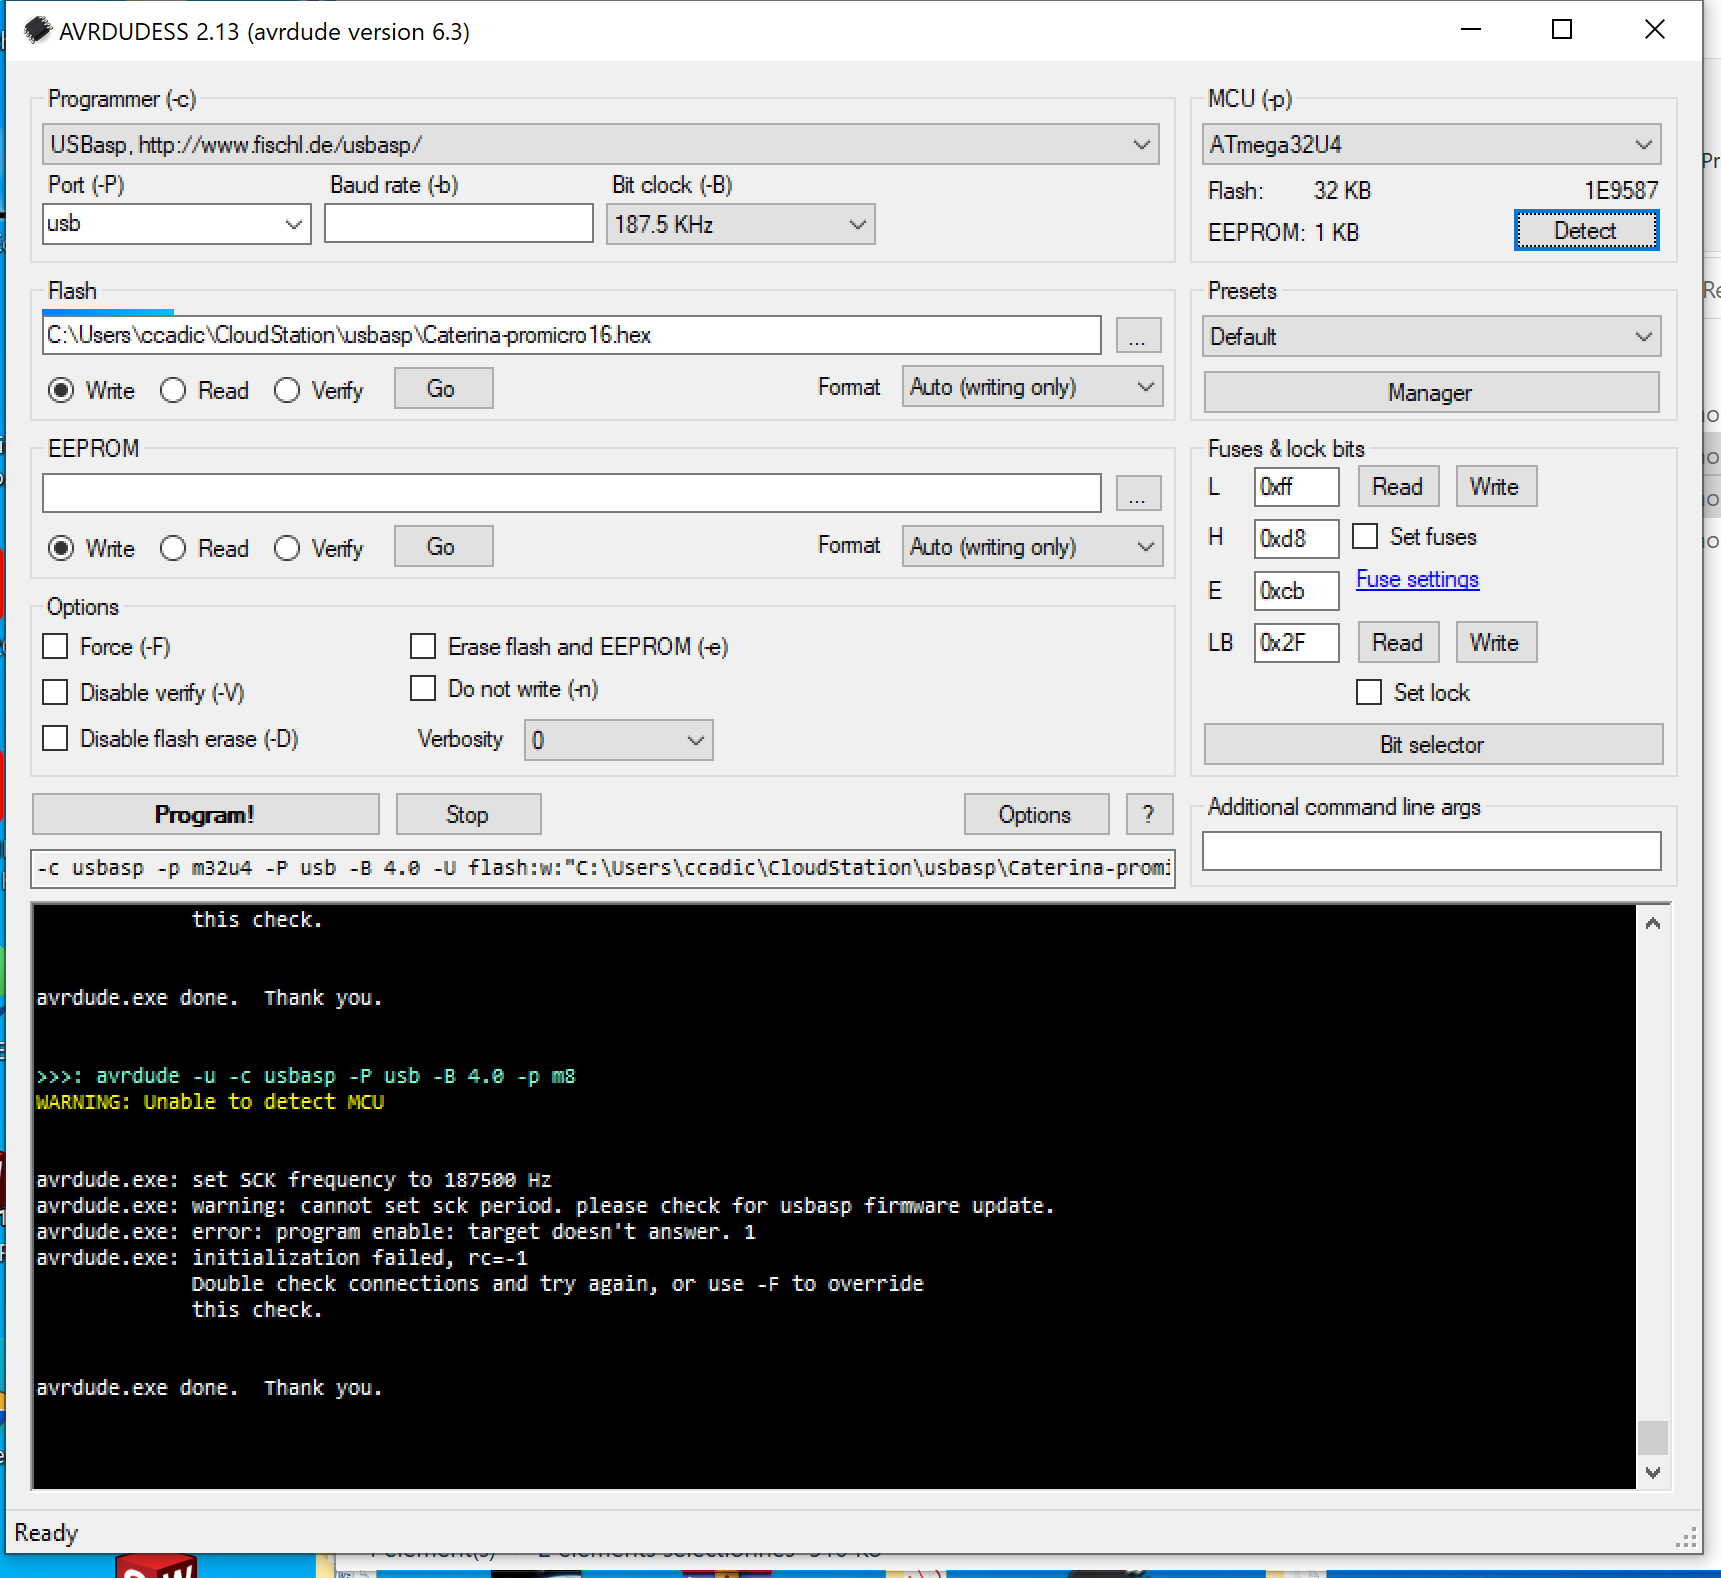 AVRDUDESS 2.13 (avrdude version 6.3)
Programmer (-c)
USBasp, http://www.fischl.de/usbasp/
Port (-P)
Baud rate (-b)
Bit clock (-B)
usb
187.5 KHz
MCU (-p)
ATmega32U4
Flash: 32 KB 1E9587
EEPROM: 1 KB
Detect
Flash
C:\Users\ccadic\CloudStation\usbasp\Caterina-promicro16.hex
...
Write Read Verify Go Format Auto (writing only)
Presets
Default
Manager
EEPROM
...
Write Read Verify Go Format Auto (writing only)
Fuses & lock bits
L 0xff Read Write
H 0xd8 Set fuses
E 0xcb Fuse settings
LB 0x2F Read Write
Set lock
Bit selector
Options
Force (-F)
Erase flash and EEPROM (-e)
Disable verify (-V)
Do not write (-n)
Disable flash erase (-D)
Verbosity 0
Program! Stop Options ?
Additional command line args
-c usbasp -p m32u4 -P usb -B 4.0 -U flash:w:"C:\Users\ccadic\CloudStation\usbasp\Caterina-promi
this check.
avrdude.exe done. Thank you.
>>>: avrdude -u -c usbasp -P usb -B 4.0 -p m8
WARNING: Unable to detect MCU
avrdude.exe: set SCK frequency to 187500 Hz
avrdude.exe: warning: cannot set sck period. please check for usbasp firmware update.
avrdude.exe: error: program enable: target doesn't answer. 1
avrdude.exe: initialization failed, rc=-1
Double check connections and try again, or use -F to override
this check.
avrdude.exe done. Thank you.
Ready